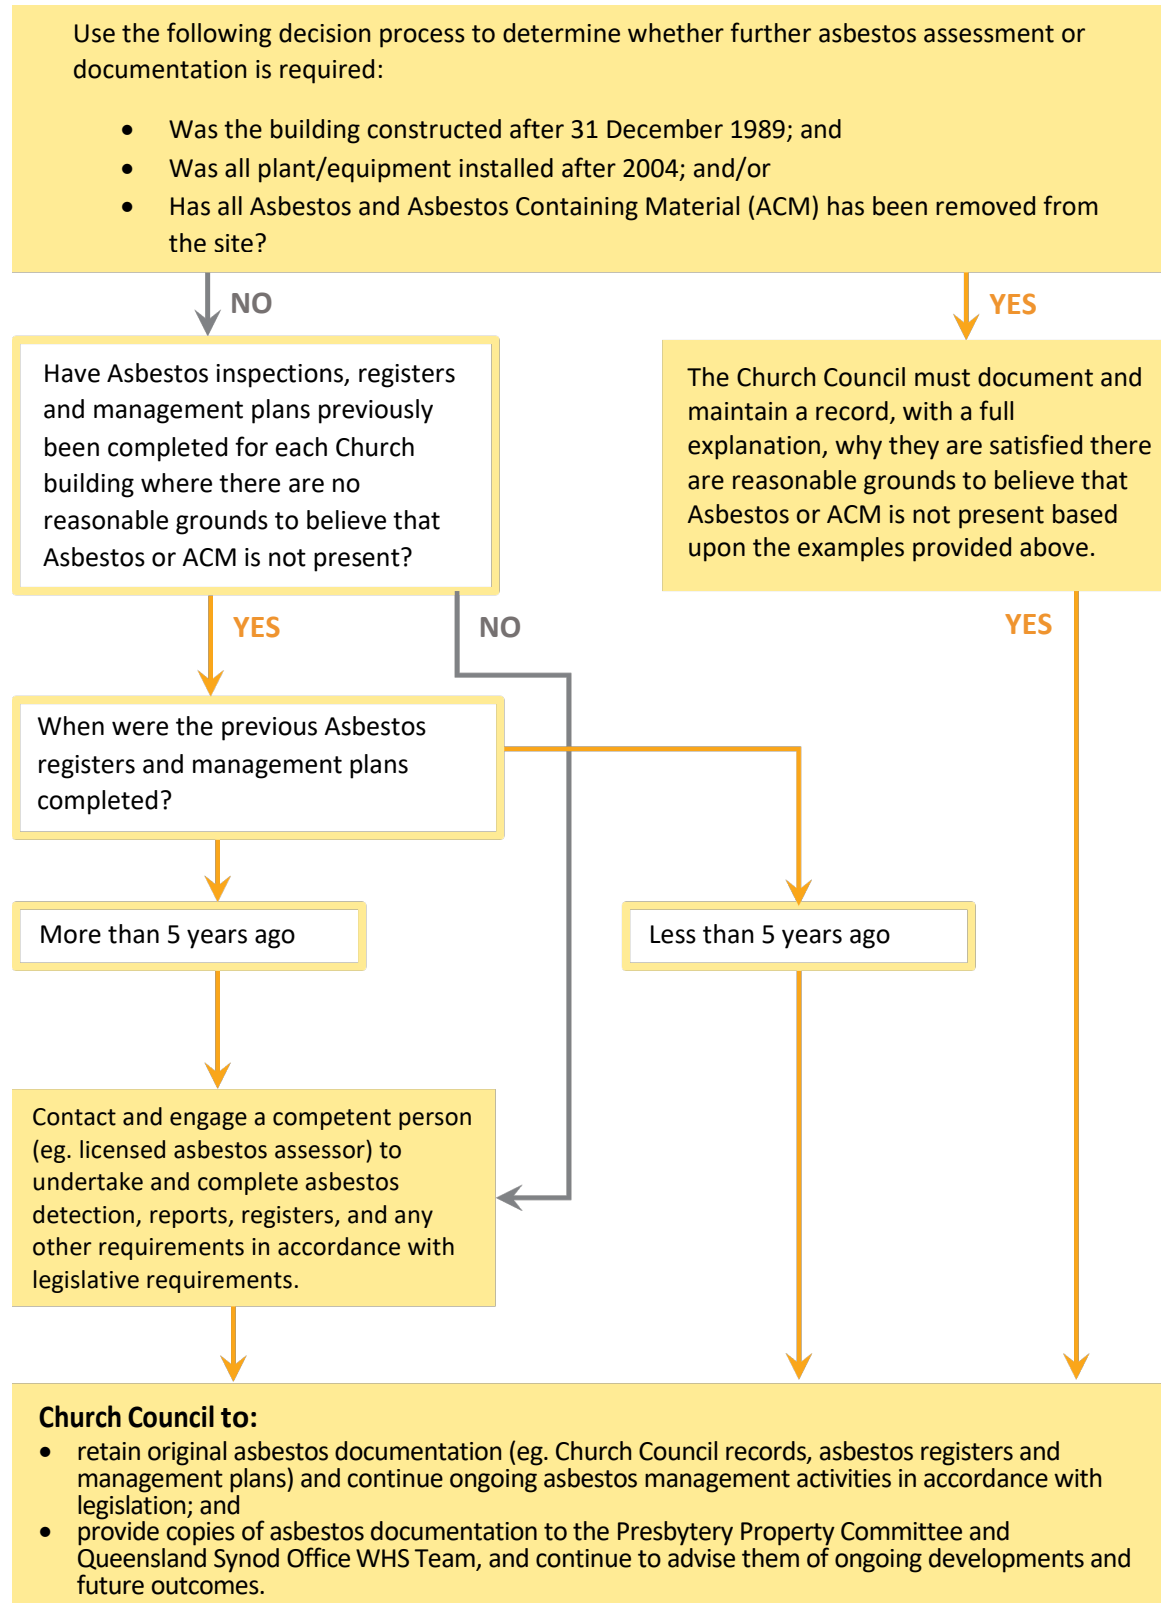 Use the following decision process to determine whether further asbestos assessment or
documentation is required:
• Was the building constructed after 31 December 1989; and
• Was all plant/equipment installed after 2004; and/or
• Has all Asbestos and Asbestos Containing Material (ACM) has been removed from
the site?
NO
YES
Have Asbestos inspections, registers
and management plans previously
been completed for each Church
building where there are no
reasonable grounds to believe that
Asbestos or ACM is not present?
The Church Council must document and
maintain a record, with a full
explanation, why they are satisfied there
are reasonable grounds to believe that
Asbestos or ACM is not present based
upon the examples provided above.
YES
NO
YES
When were the previous Asbestos
registers and management plans
completed?
More than 5 years ago
Less than 5 years ago
Contact and engage a competent person
(eg. licensed asbestos assessor) to
undertake and complete asbestos
detection, reports, registers, and any
other requirements in accordance with
legislative requirements.
Church Council to:
• retain original asbestos documentation (eg. Church Council records, asbestos registers and
management plans) and continue ongoing asbestos management activities in accordance with
legislation; and
• provide copies of asbestos documentation to the Presbytery Property Committee and
Queensland Synod Office WHS Team, and continue to advise them of ongoing developments and
future outcomes.